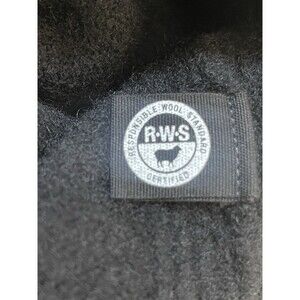 RESPONSIBLE WOOL STANDARD
R·W·S
CERTIFIED